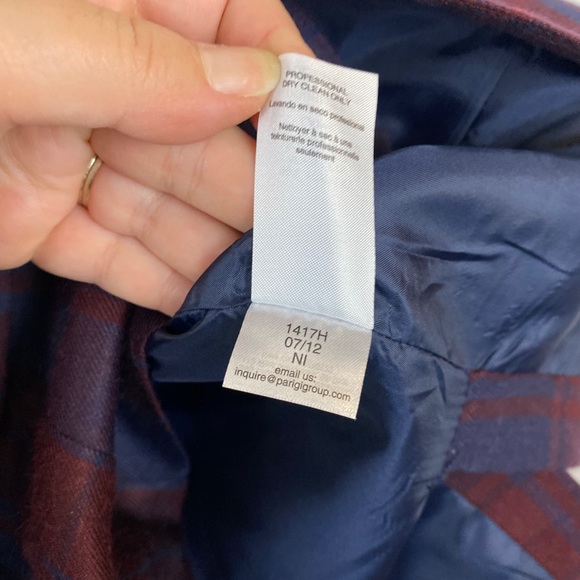 PROFESSIONAL
DRY CLEAN ONLY
Lavando en seco profesional
Nettoyer à sec à une
teinturerie professionnelle
seulement
1417H
07/12
NI
email us:
inquire@parigigroup.com